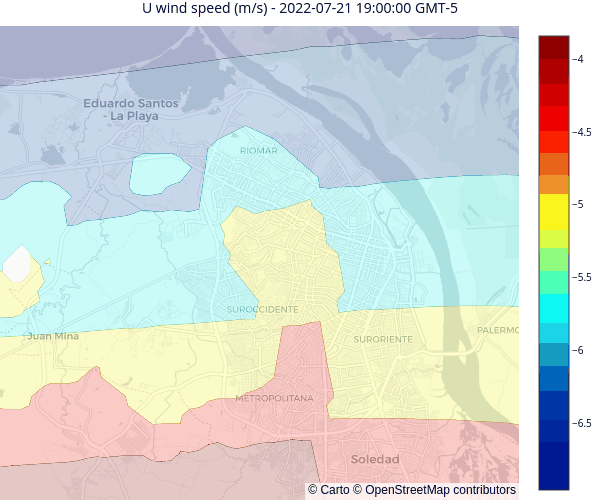 U wind speed (m/s) - 2022-07-21 19:00:00 GMT-5
Eduardo Santos
- La Playa
RIOMAR
SUROCCIDENTE
Juan Mina
SURORIENTE
PALERMO
METROPOLITANA
Soledad
© Carto © OpenStreetMap contributors
−4
−4.5
−5
−5.5
−6
−6.5